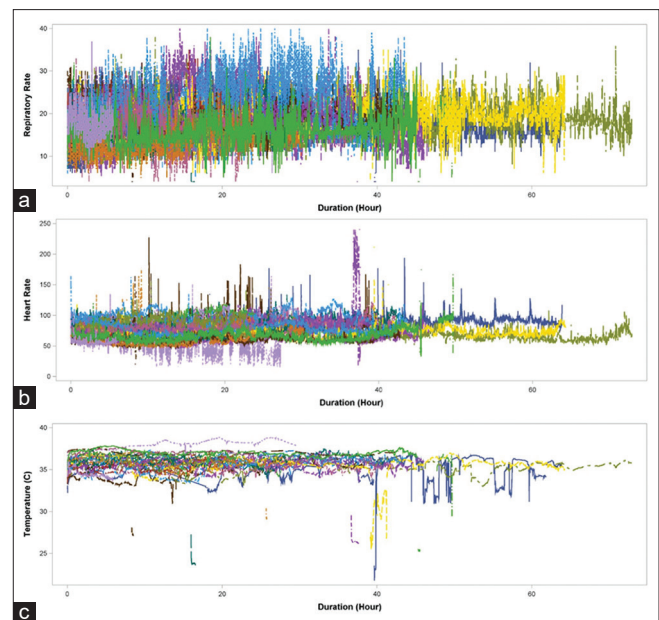 40
30
20
10
0
20
40
60
Repiratory Rate
Duration (Hour)
a
250
200
150
100
50
0
0
20
40
60
Heart Rate
Duration (Hour)
b
40
35
30
25
0
20
40
60
Temperature (C)
Duration (Hour)
c